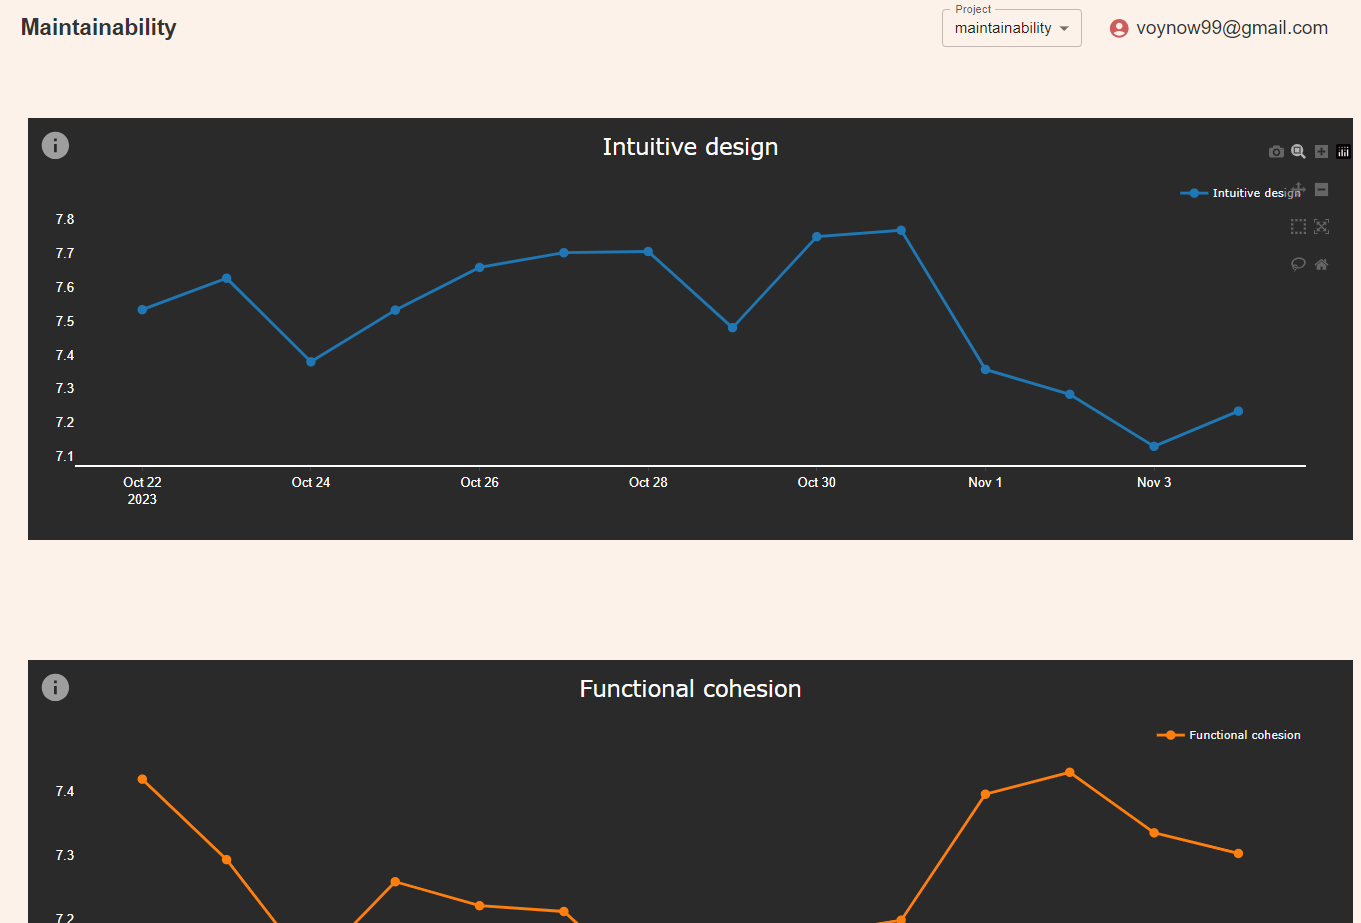 Maintainability
Project
maintainability
voynow99@gmail.com
Intuitive design
Intuitive design
7.8
7.7
7.6
7.5
7.4
7.3
7.2
7.1
Oct 22 Oct 24 Oct 26 Oct 28 Oct 30 Nov 1 Nov 3
2023
Functional cohesion
Functional cohesion
7.4
7.3
7.2